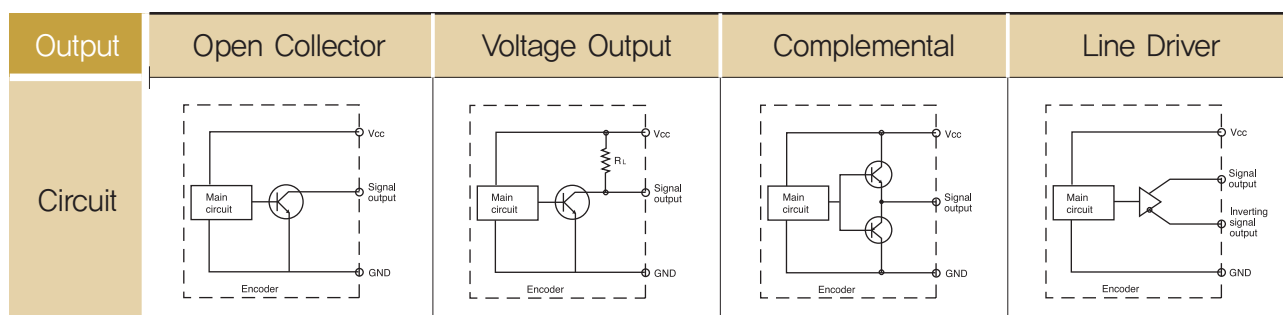 Output
Open Collector
Voltage Output
Complemental
Line Driver
Circuit
Vcc
Main
circuit
Signal
output
GND
Encoder
Vcc
RL
Main
circuit
Signal
output
GND
Encoder
Vcc
Main
circuit
Signal
output
GND
Encoder
Vcc
Main
circuit
Signal
output
Inverting
signal
output
GND
Encoder